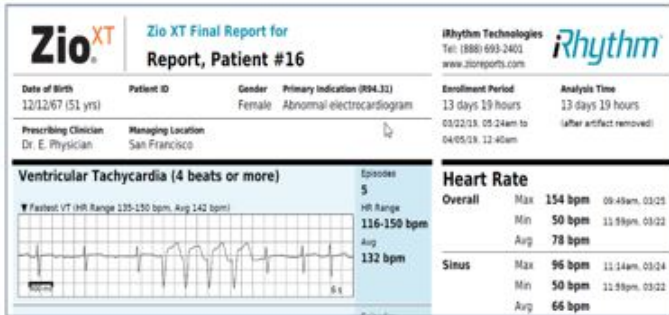 ZioXT®
Zio XT Final Report for
Report, Patient #16
iRhythm Technologies
Tel: (888) 693-2401
www.zioreports.com
iRhythm
Date of Birth
12/12/67 (51 yrs)
Patient ID
Gender
Female
Primary Indication (R94.31)
Abnormal electrocardiogram
Enrollment Period
13 days 19 hours
03/22/19, 05:24am to
04/05/19, 12:40am
Analysis Time
13 days 19 hours
(after artifact removed)
Prescribing Clinician
Dr. E. Physician
Managing Location
San Francisco
Ventricular Tachycardia (4 beats or more)
▼ Fastest VT (HR Range 135-150 bpm, Avg 142 bpm)
6 s
Episodes
5
HR Range
116-150 bpm
Avg
132 bpm
Heart Rate
Overall Max 154 bpm 09:49am, 03/25
Min 50 bpm 11:59pm, 03/22
Avg 78 bpm
Sinus Max 96 bpm 11:14am, 03/24
Min 50 bpm 11:59pm, 03/22
Avg 66 bpm